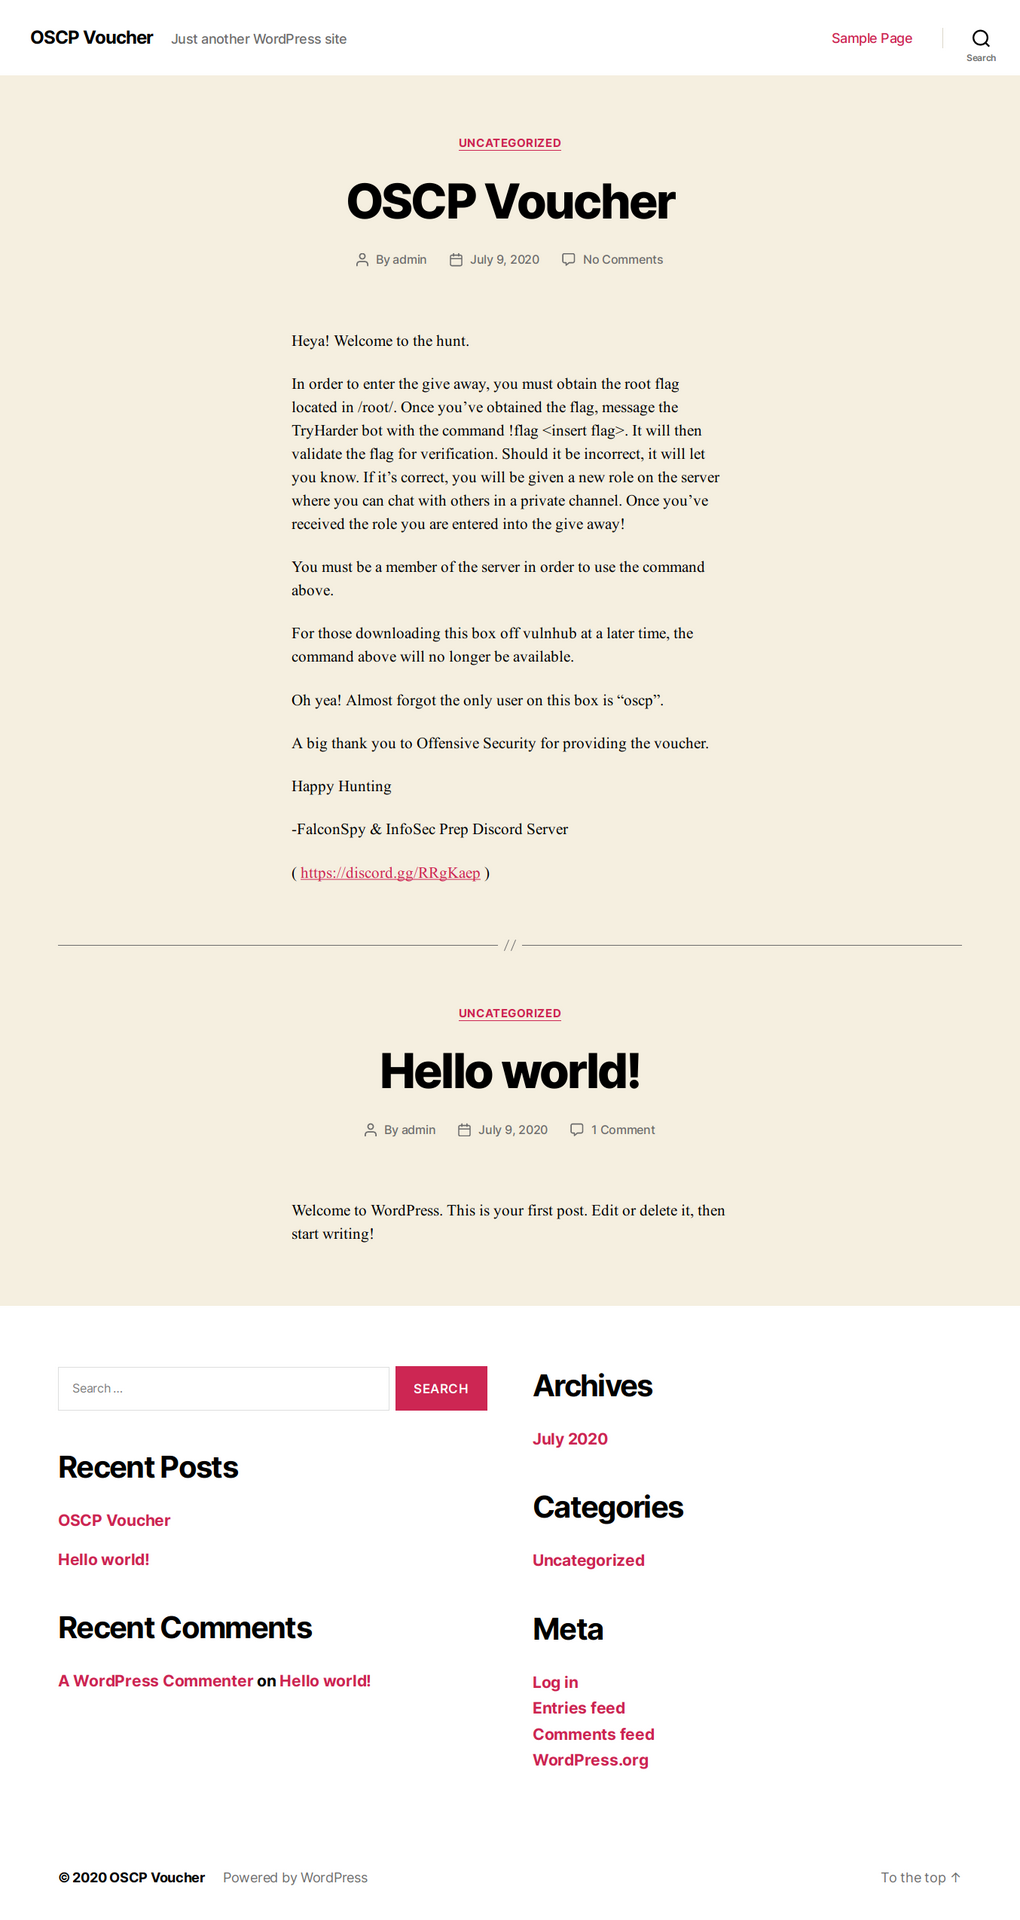 OSCP Voucher Just another WordPress site Sample Page
Search
UNCATEGORIZED
OSCP Voucher
By admin July 9, 2020 No Comments
Heya! Welcome to the hunt.
In order to enter the give away, you must obtain the root flag
located in /root/. Once you’ve obtained the flag, message the
TryHarder bot with the command !flag <insert flag>. It will then
validate the flag for verification. Should it be incorrect, it will let
you know. If it’s correct, you will be given a new role on the server
where you can chat with others in a private channel. Once you’ve
received the role you are entered into the give away!
You must be a member of the server in order to use the command
above.
For those downloading this box off vulnhub at a later time, the
command above will no longer be available.
Oh yea! Almost forgot the only user on this box is “oscp”.
A big thank you to Offensive Security for providing the voucher.
Happy Hunting
-FalconSpy & InfoSec Prep Discord Server
( https://discord.gg/RRgKaep )
//
UNCATEGORIZED
Hello world!
By admin July 9, 2020 1 Comment
Welcome to WordPress. This is your first post. Edit or delete it, then
start writing!
Search …
SEARCH
Recent Posts
OSCP Voucher
Hello world!
Recent Comments
A WordPress Commenter on Hello world!
Archives
July 2020
Categories
Uncategorized
Meta
Log in
Entries feed
Comments feed
WordPress.org
© 2020 OSCP Voucher Powered by WordPress To the top ↑